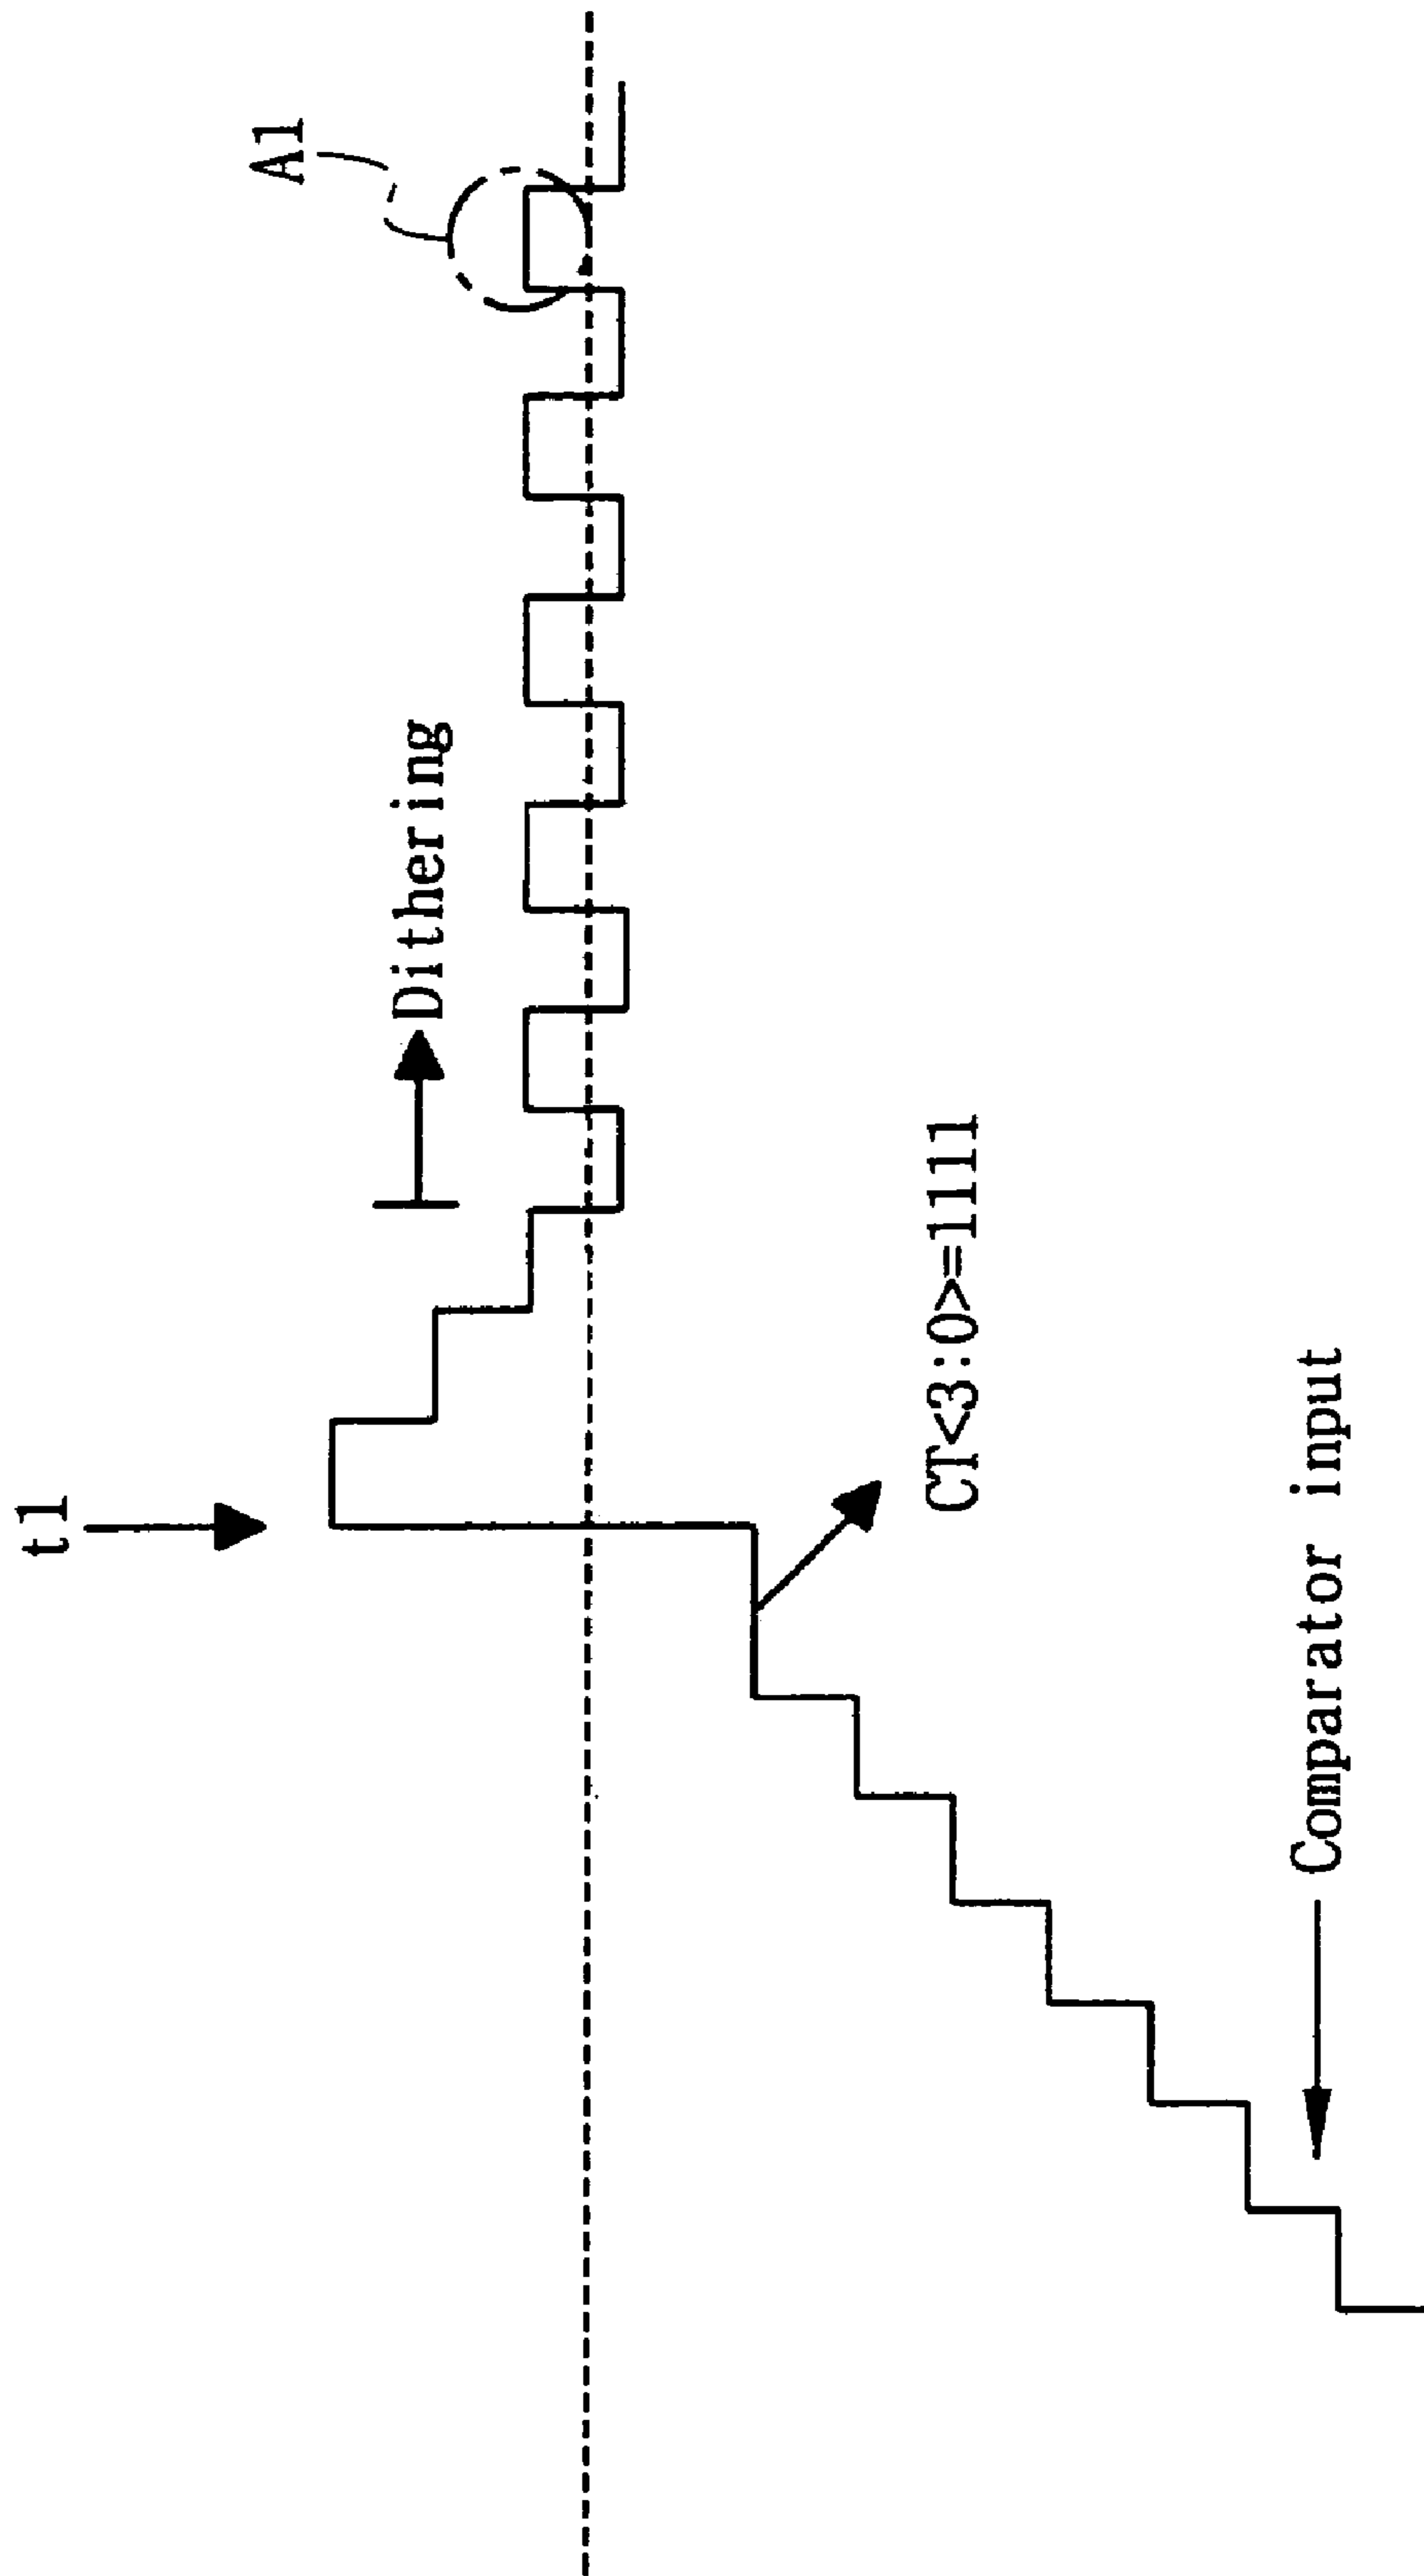 t1
A1
Dithering
CT<3:0>=1111
Comparator input